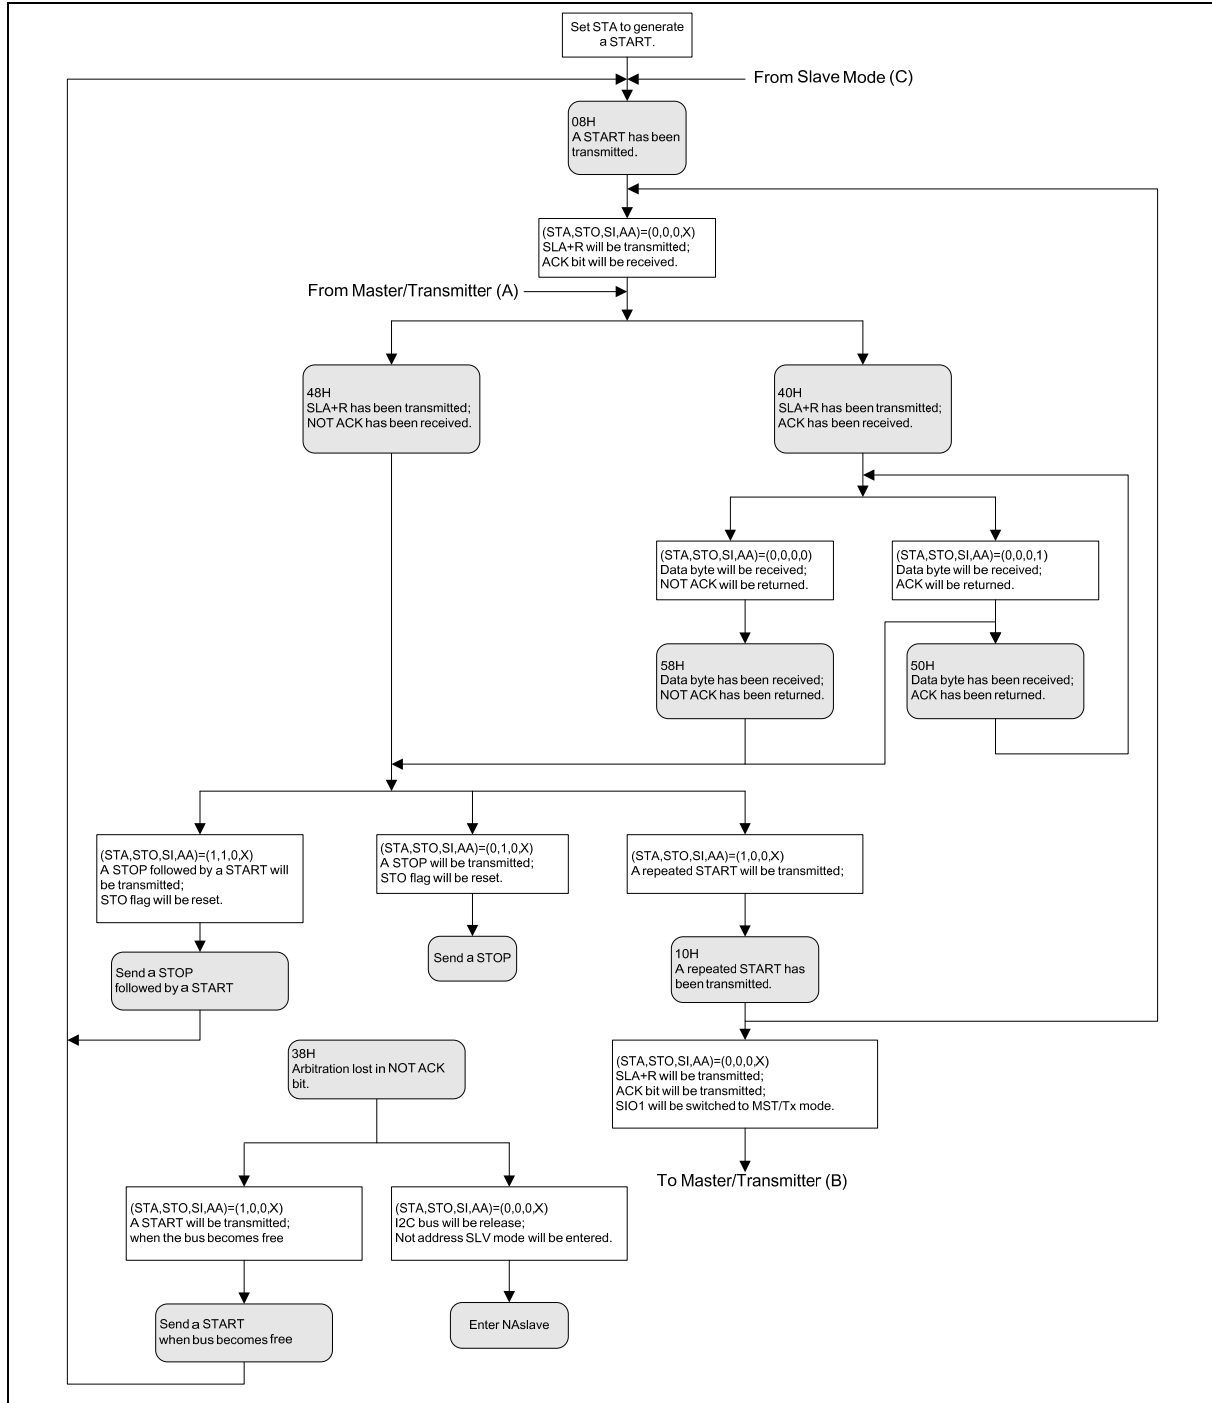 Set STA to generate
a START.
From Slave Mode (C)
08H
A START has been
transmitted.
(STA,STO,SI,AA)=(0,0,0,X)
SLA+R will be transmitted;
ACK bit will be received.
From Master/Transmitter (A)
48H
SLA+R has been transmitted;
NOT ACK has been received.
40H
SLA+R has been transmitted;
ACK has been received.
(STA,STO,SI,AA)=(0,0,0,0)
Data byte will be received;
NOT ACK will be returned.
(STA,STO,SI,AA)=(0,0,0,1)
Data byte will be received;
ACK will be returned.
58H
Data byte has been received;
NOT ACK has been returned.
50H
Data byte has been received;
ACK has been returned.
(STA,STO,SI,AA)=(1,1,0,X)
A STOP followed by a START will
be transmitted;
STO flag will be reset.
(STA,STO,SI,AA)=(0,1,0,X)
A STOP will be transmitted;
STO flag will be reset.
(STA,STO,SI,AA)=(1,0,0,X)
A repeated START will be transmitted;
Send a STOP
followed by a START
Send a STOP
10H
A repeated START has
been transmitted.
38H
Arbitration lost in NOT ACK
bit.
(STA,STO,SI,AA)=(0,0,0,X)
SLA+R will be transmitted;
ACK bit will be transmitted;
SIO1 will be switched to MST/Tx mode.
To Master/Transmitter (B)
(STA,STO,SI,AA)=(1,0,0,X)
A START will be transmitted;
when the bus becomes free
(STA,STO,SI,AA)=(0,0,0,X)
I2C bus will be release;
Not address SLV mode will be entered.
Send a START
when bus becomes free
Enter NAslave